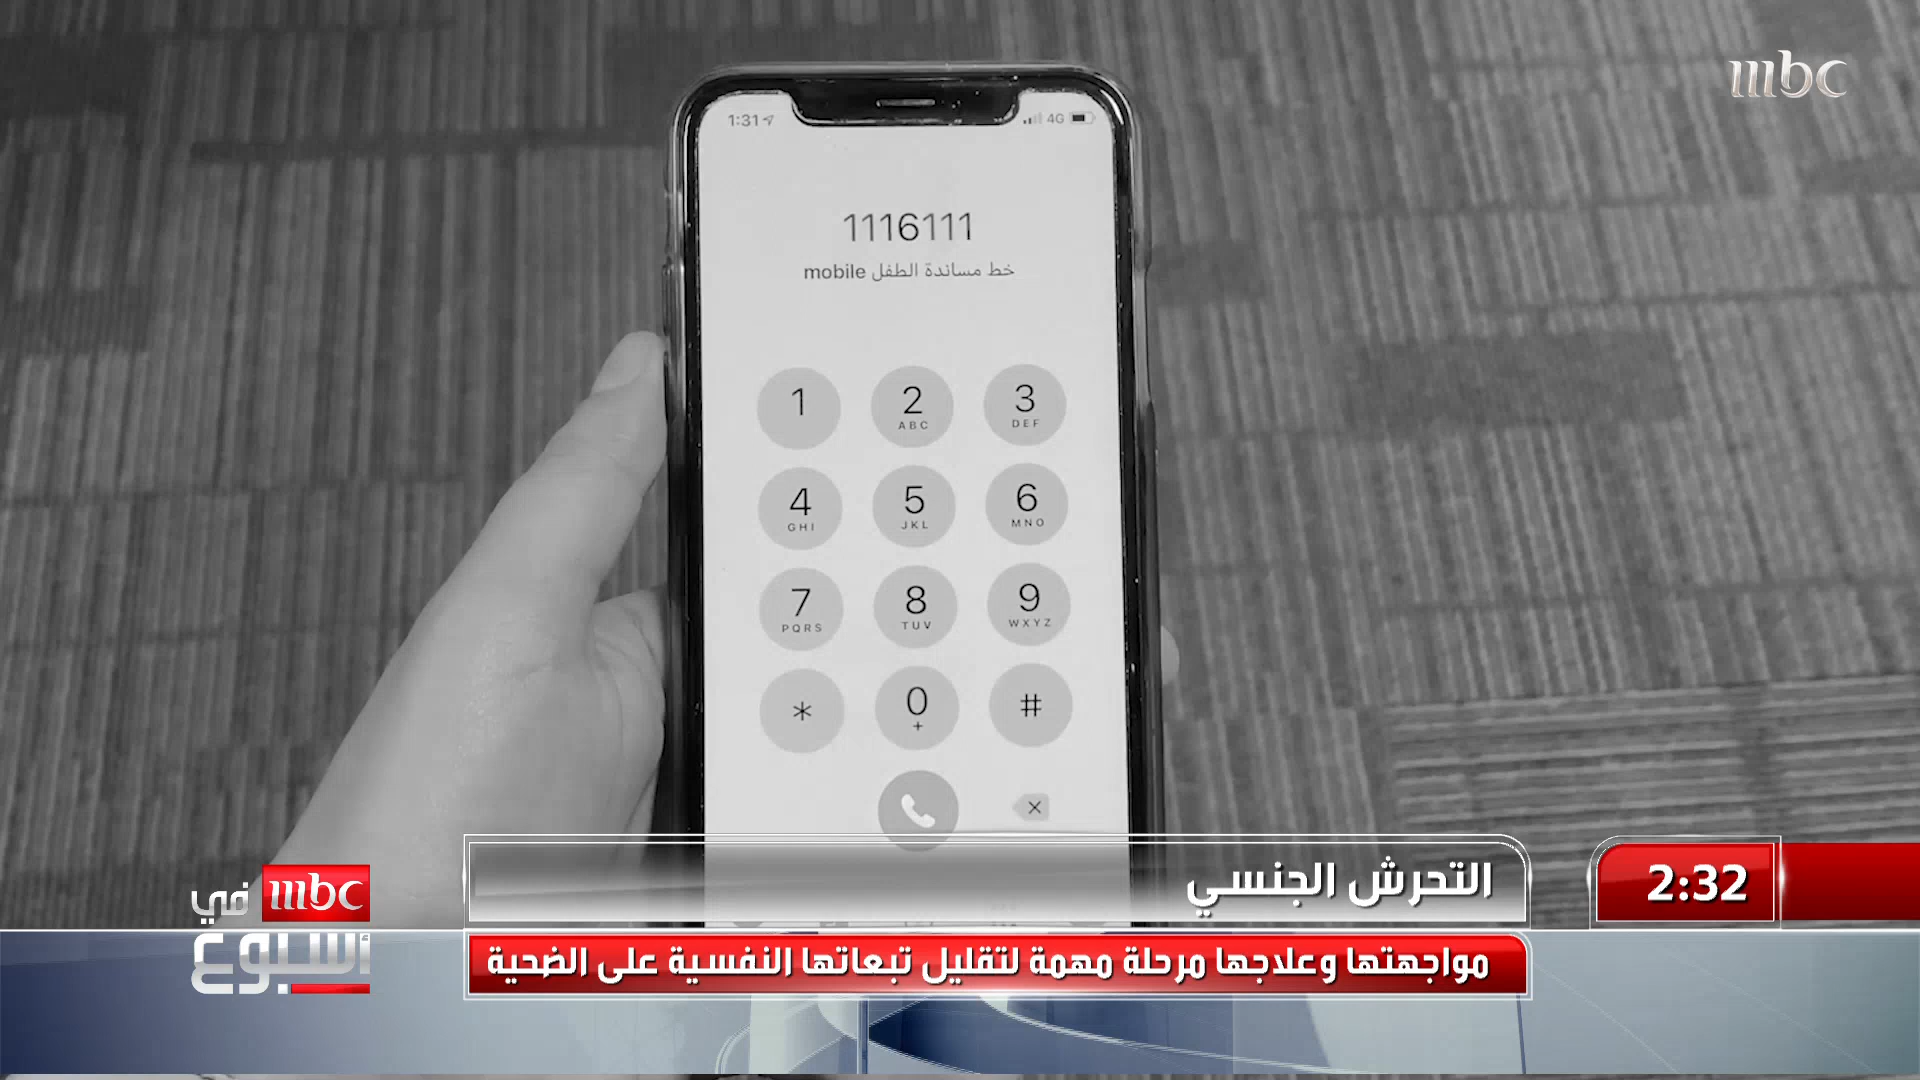 mbc
1:31
4G
1116111
خط مساندة الطفل mobile
1
2
ABC
3
DEF
4
GHI
5
JKL
6
MNO
7
PQRS
8
TUV
9
WXYZ
*
0
+
#
التحرش الجنسي
2:32
mbc في
أسبوع
مواجهتها وعلاجها مرحلة مهمة لتقليل تبعاتها النفسية على الضحية